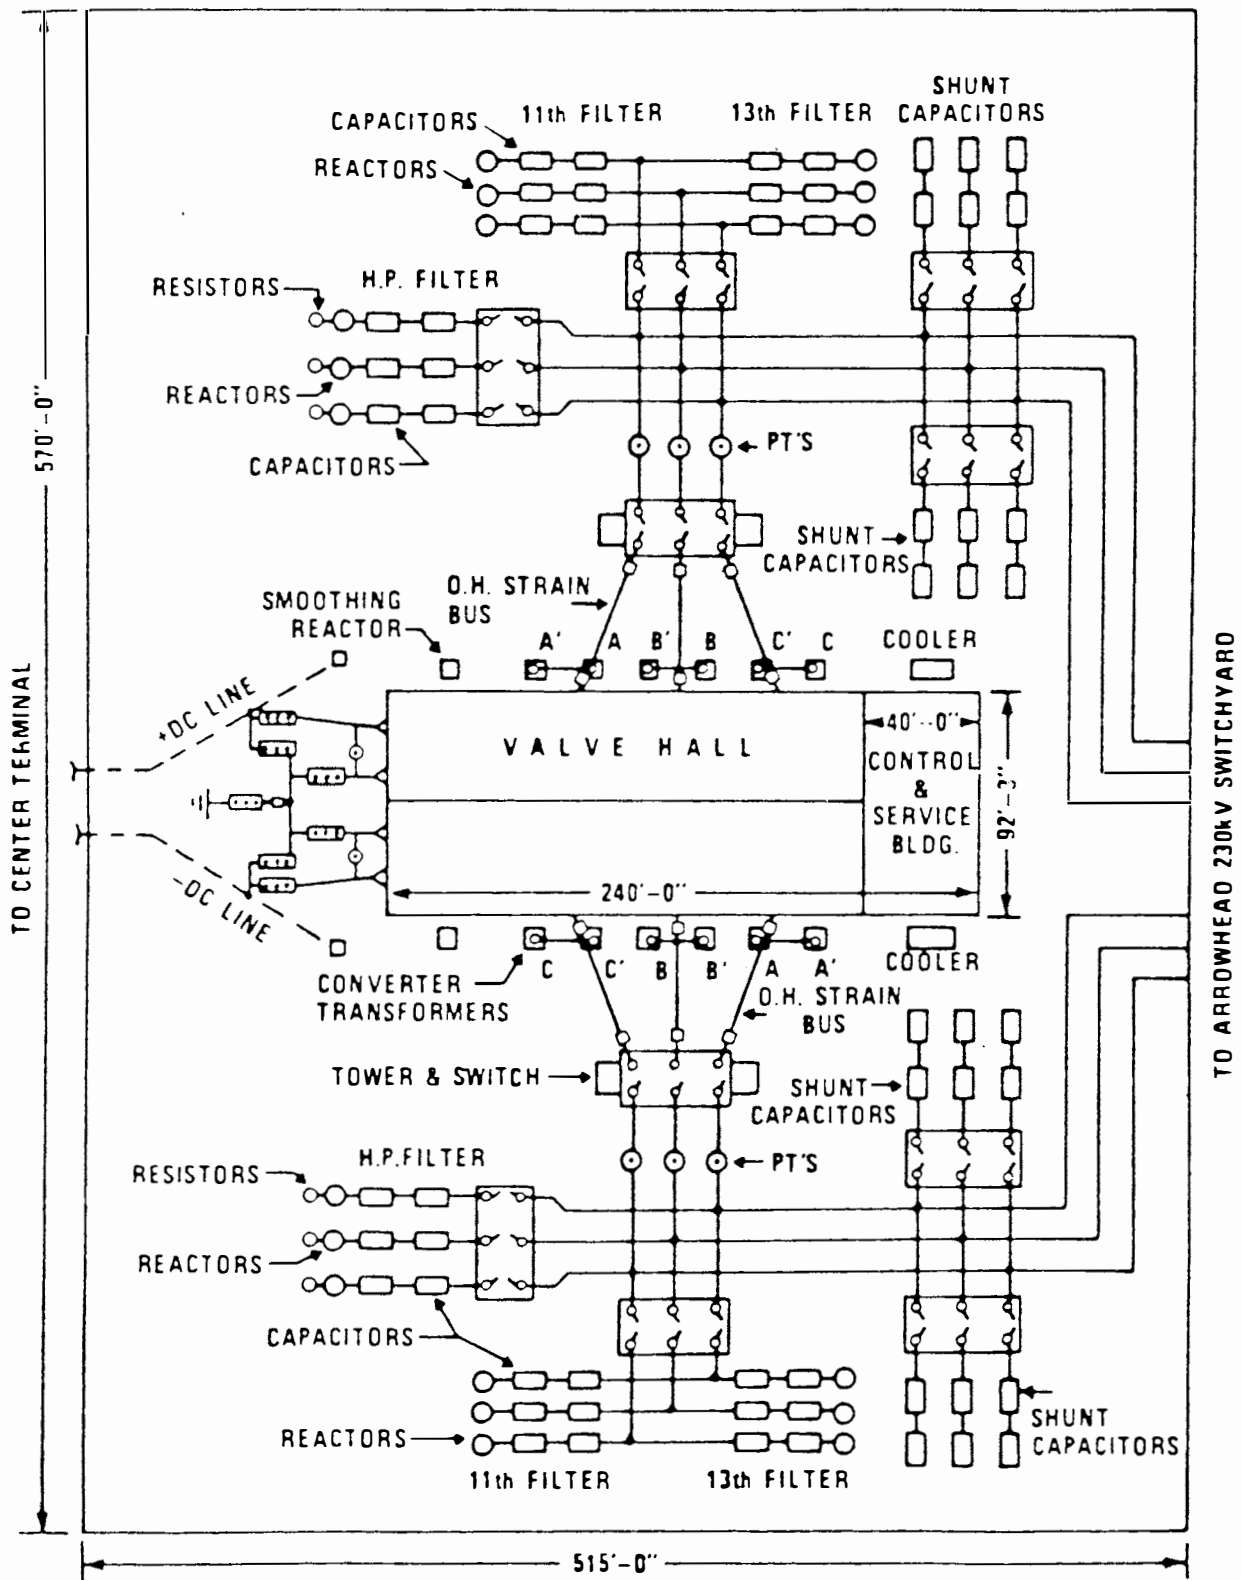 SHUNT
CAPACITORS
11th FILTER
13th FILTER
CAPACITORS
REACTORS
H.P. FILTER
RESISTORS
REACTORS
CAPACITORS
PT'S
SHUNT
CAPACITORS
O.H. STRAIN
BUS
SMOOTHING
REACTOR
A' A B' B C' C
COOLER
570'-0"
TO CENTER TERMINAL
+DC LINE
-DC LINE
VALVE HALL
40'-0"
CONTROL
&
SERVICE
BLDG.
240'-0"
TO ARROWHEAD 230kV SWITCHYARD
C C' B B' A A'
COOLER
CONVERTER
TRANSFORMERS
O.H. STRAIN
BUS
TOWER & SWITCH
SHUNT
CAPACITORS
PT'S
H.P.FILTER
RESISTORS
REACTORS
CAPACITORS
REACTORS
11th FILTER
13th FILTER
SHUNT
CAPACITORS
515'-0"